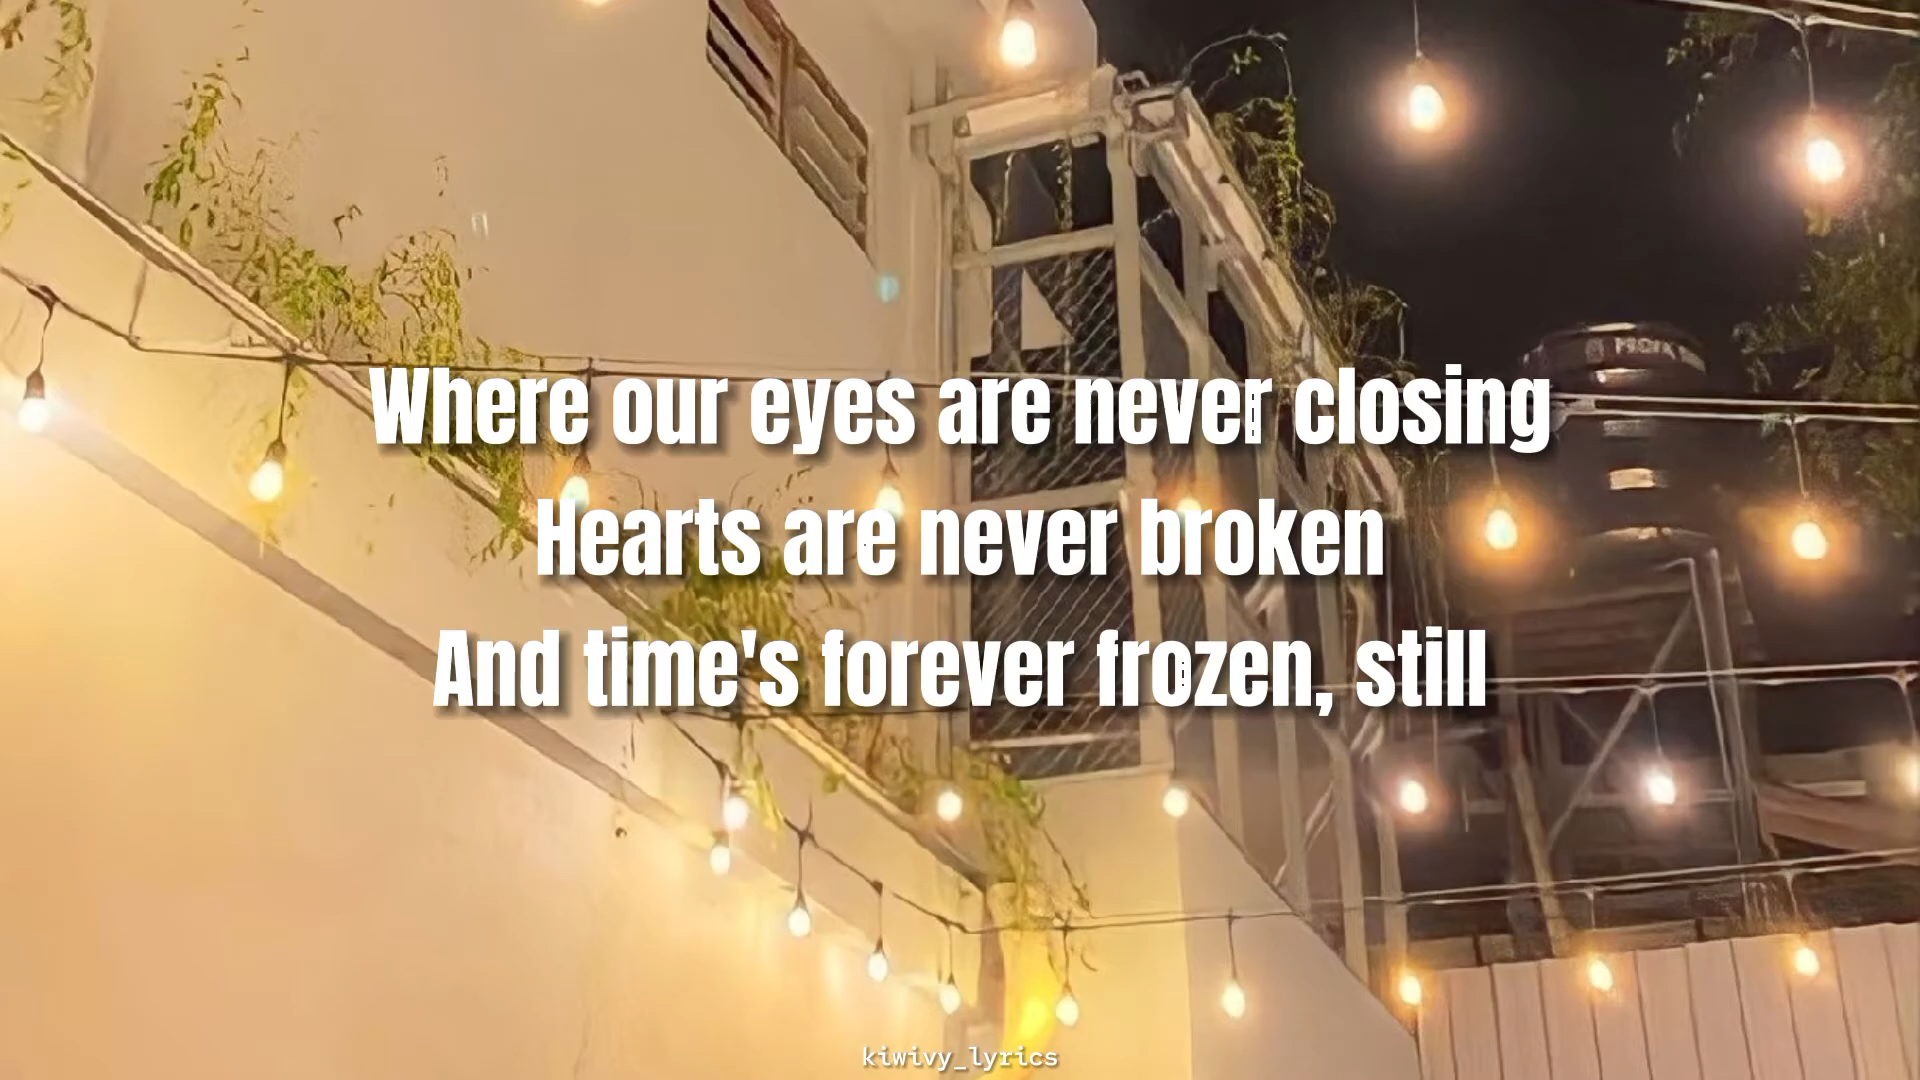 Where our eyes are never closing
Hearts are never broken
And time's forever frozen, still
kiwivy_lyrics